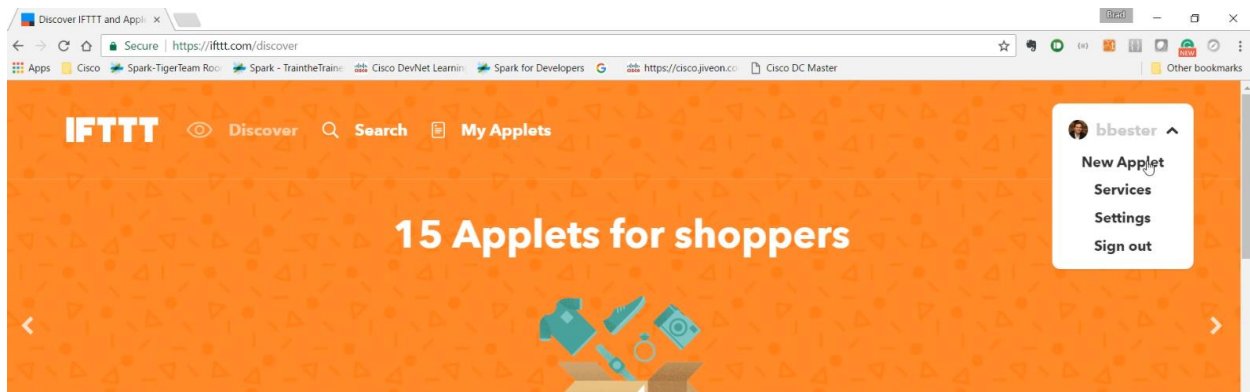 Discover IFTTT and Apple
Brad
Secure | https://ifttt.com/discover
NEW
Apps Cisco Spark-TigerTeam Roo Spark - TraintheTraine Cisco DevNet Learnin Spark for Developers G https://cisco.jiveon.co Cisco DC Master Other bookmarks
IFTTT Discover Search My Applets bbester
New Applet
Services
Settings
Sign out
15 Applets for shoppers